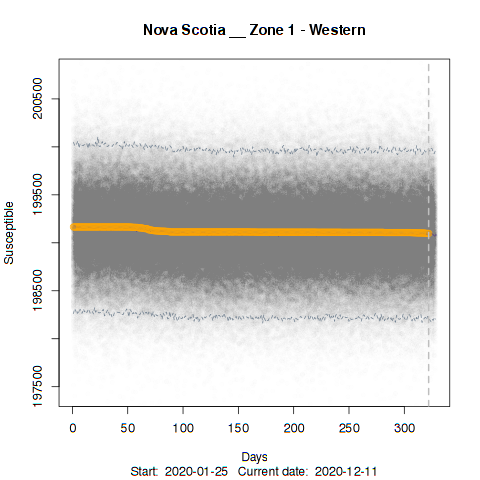 Nova Scotia __ Zone 1 - Western
200500
199500
198500
197500
Susceptible
0 50 100 150 200 250 300
Days
Start: 2020-01-25 Current date: 2020-12-11